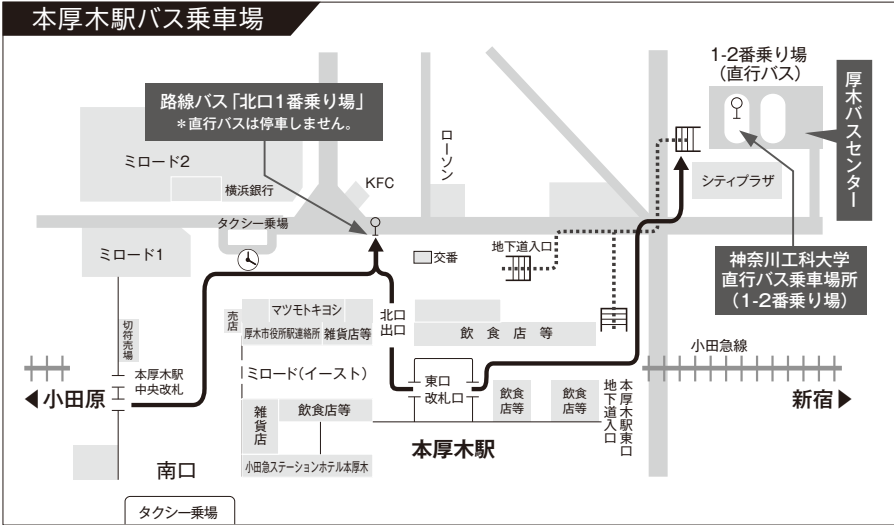 本厚木駅バス乗車場
1-2番乗り場
（直行バス）
厚木バスセンター
路線バス「北口1番乗り場」
＊直行バスは停車しません。
ローソン
ミロード2
KFC
横浜銀行
シティプラザ
タクシー乗場
ミロード1
交番
地下道入口
神奈川工科大学
直行バス乗車場所
（1-2番乗り場）
切符売場
売店
マツモトキヨシ
厚木市役所駅連絡所
雑貨店等
北口
出口
飲食店等
小田急線
本厚木駅
中央改札
ミロード（イースト）
東口
改札口
飲食
店等
飲食
店等
本厚木駅東口
地下道入口
小田原
新宿
雑貨店
飲食店等
本厚木駅
小田急ステーションホテル本厚木
南口
タクシー乗場